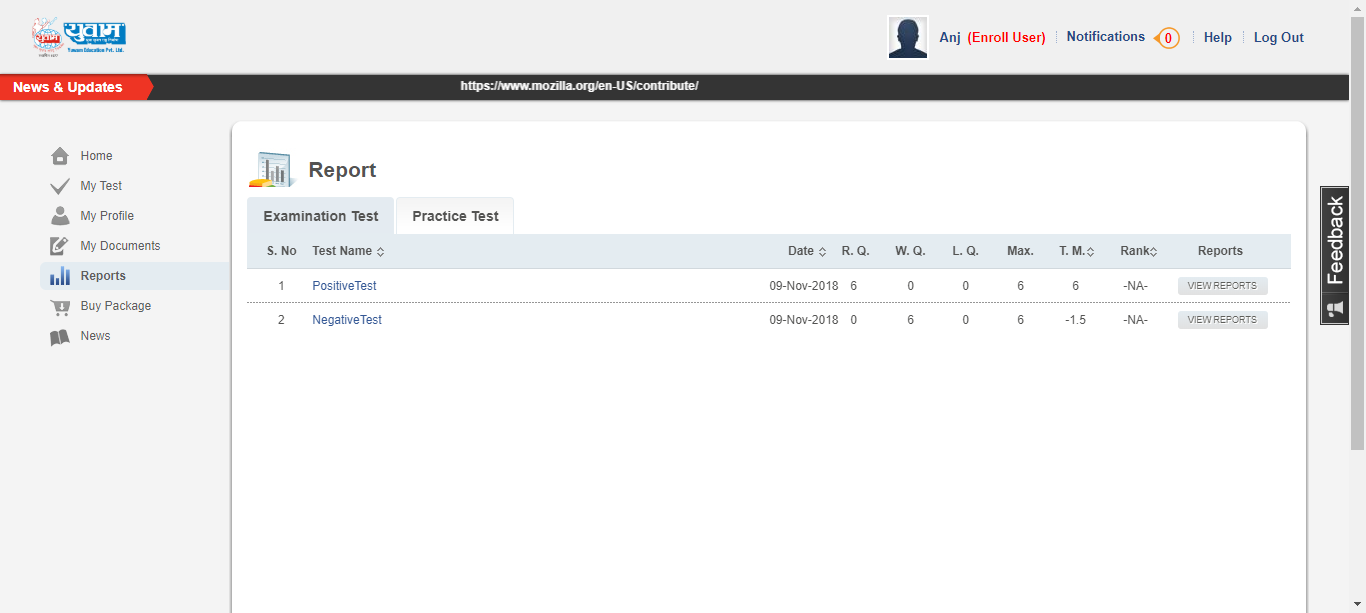 युवाम
Yuwam Education Pvt. Ltd.
Anj (Enroll User)
Notifications 0
Help
Log Out
News & Updates
https://www.mozilla.org/en-US/contribute/
Home
My Test
My Profile
My Documents
Reports
Buy Package
News
Report
Examination Test
Practice Test
S. No Test Name Date R. Q. W. Q. L. Q. Max. T. M. Rank Reports
1 PositiveTest 09-Nov-2018 6 0 0 6 6 -NA- VIEW REPORTS
2 NegativeTest 09-Nov-2018 0 6 0 6 -1.5 -NA- VIEW REPORTS
Feedback